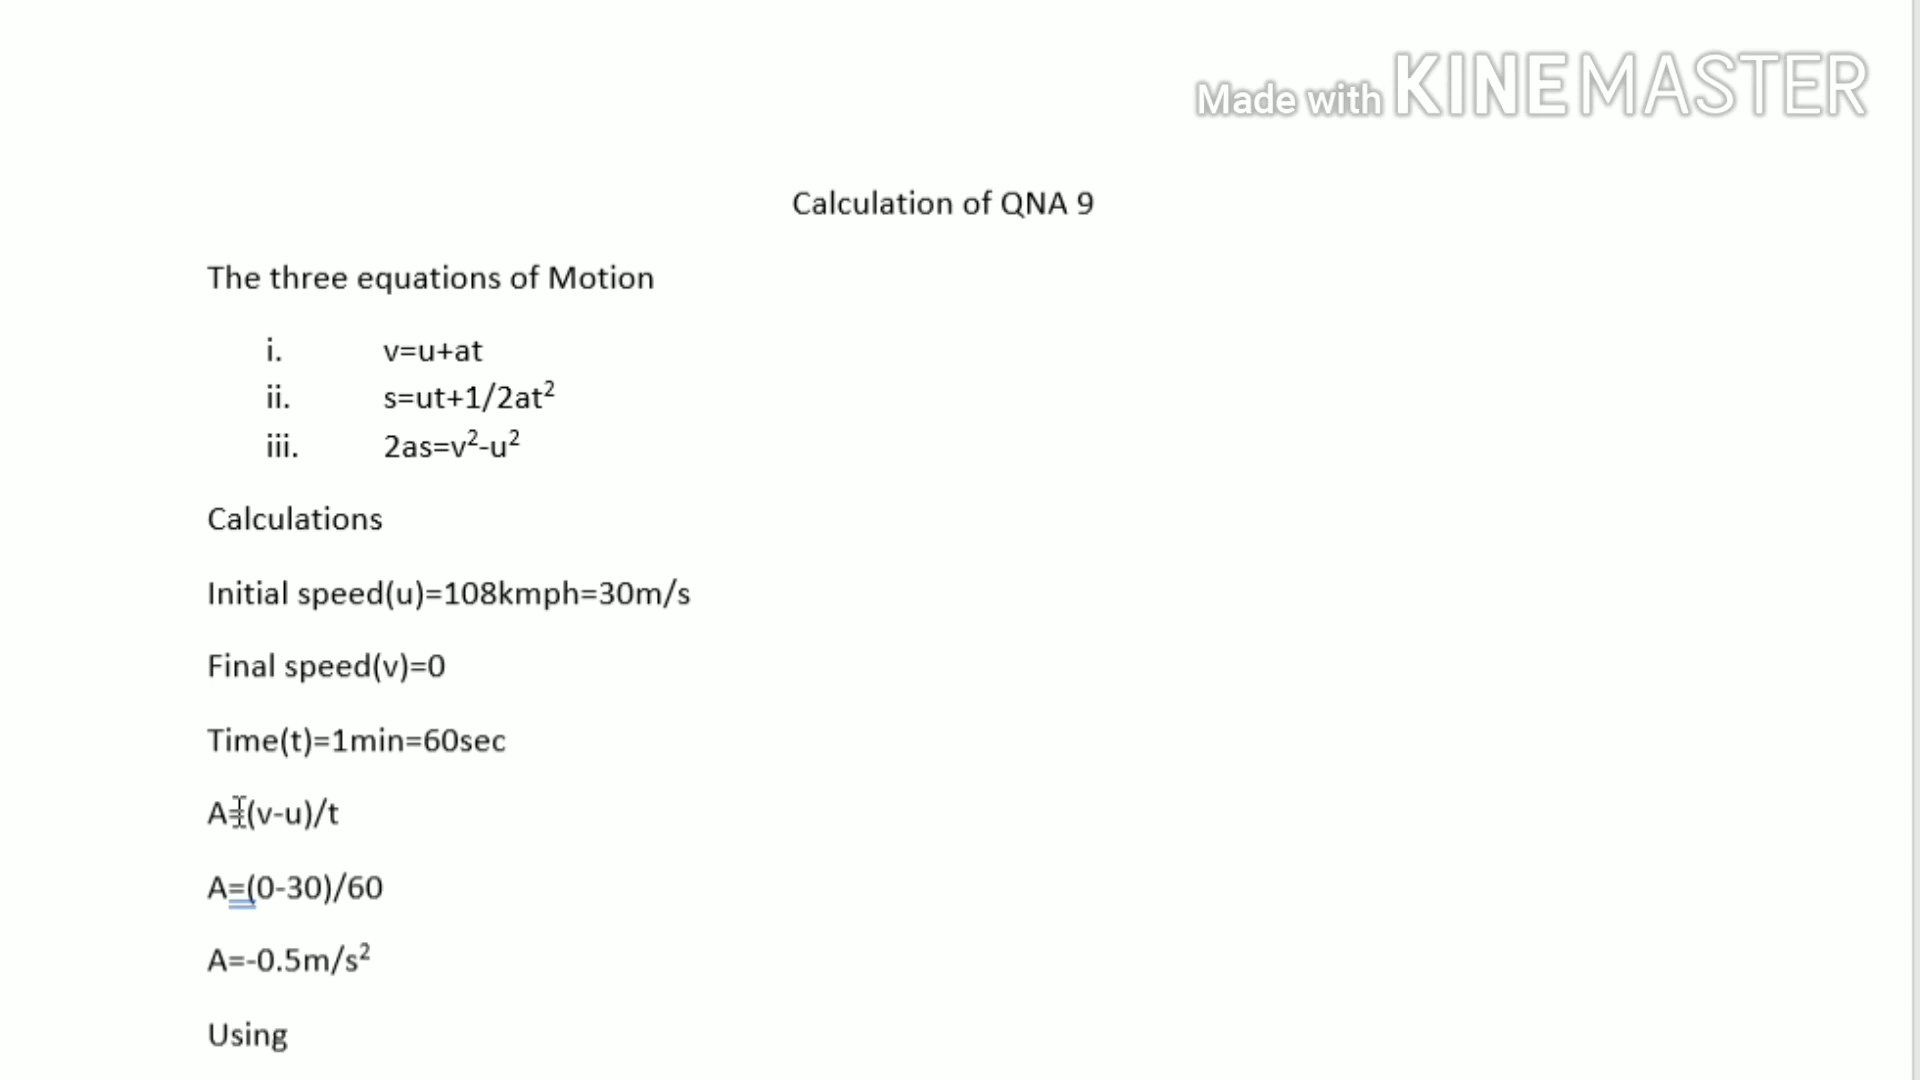 Made with KINEMASTER
Calculation of QNA 9
The three equations of Motion
i. v=u+at
ii. s=ut+1/2at²
iii. 2as=v²-u²
Calculations
Initial speed(u)=108kmph=30m/s
Final speed(v)=0
Time(t)=1min=60sec
A=(v-u)/t
A=(0-30)/60
A=-0.5m/s²
Using